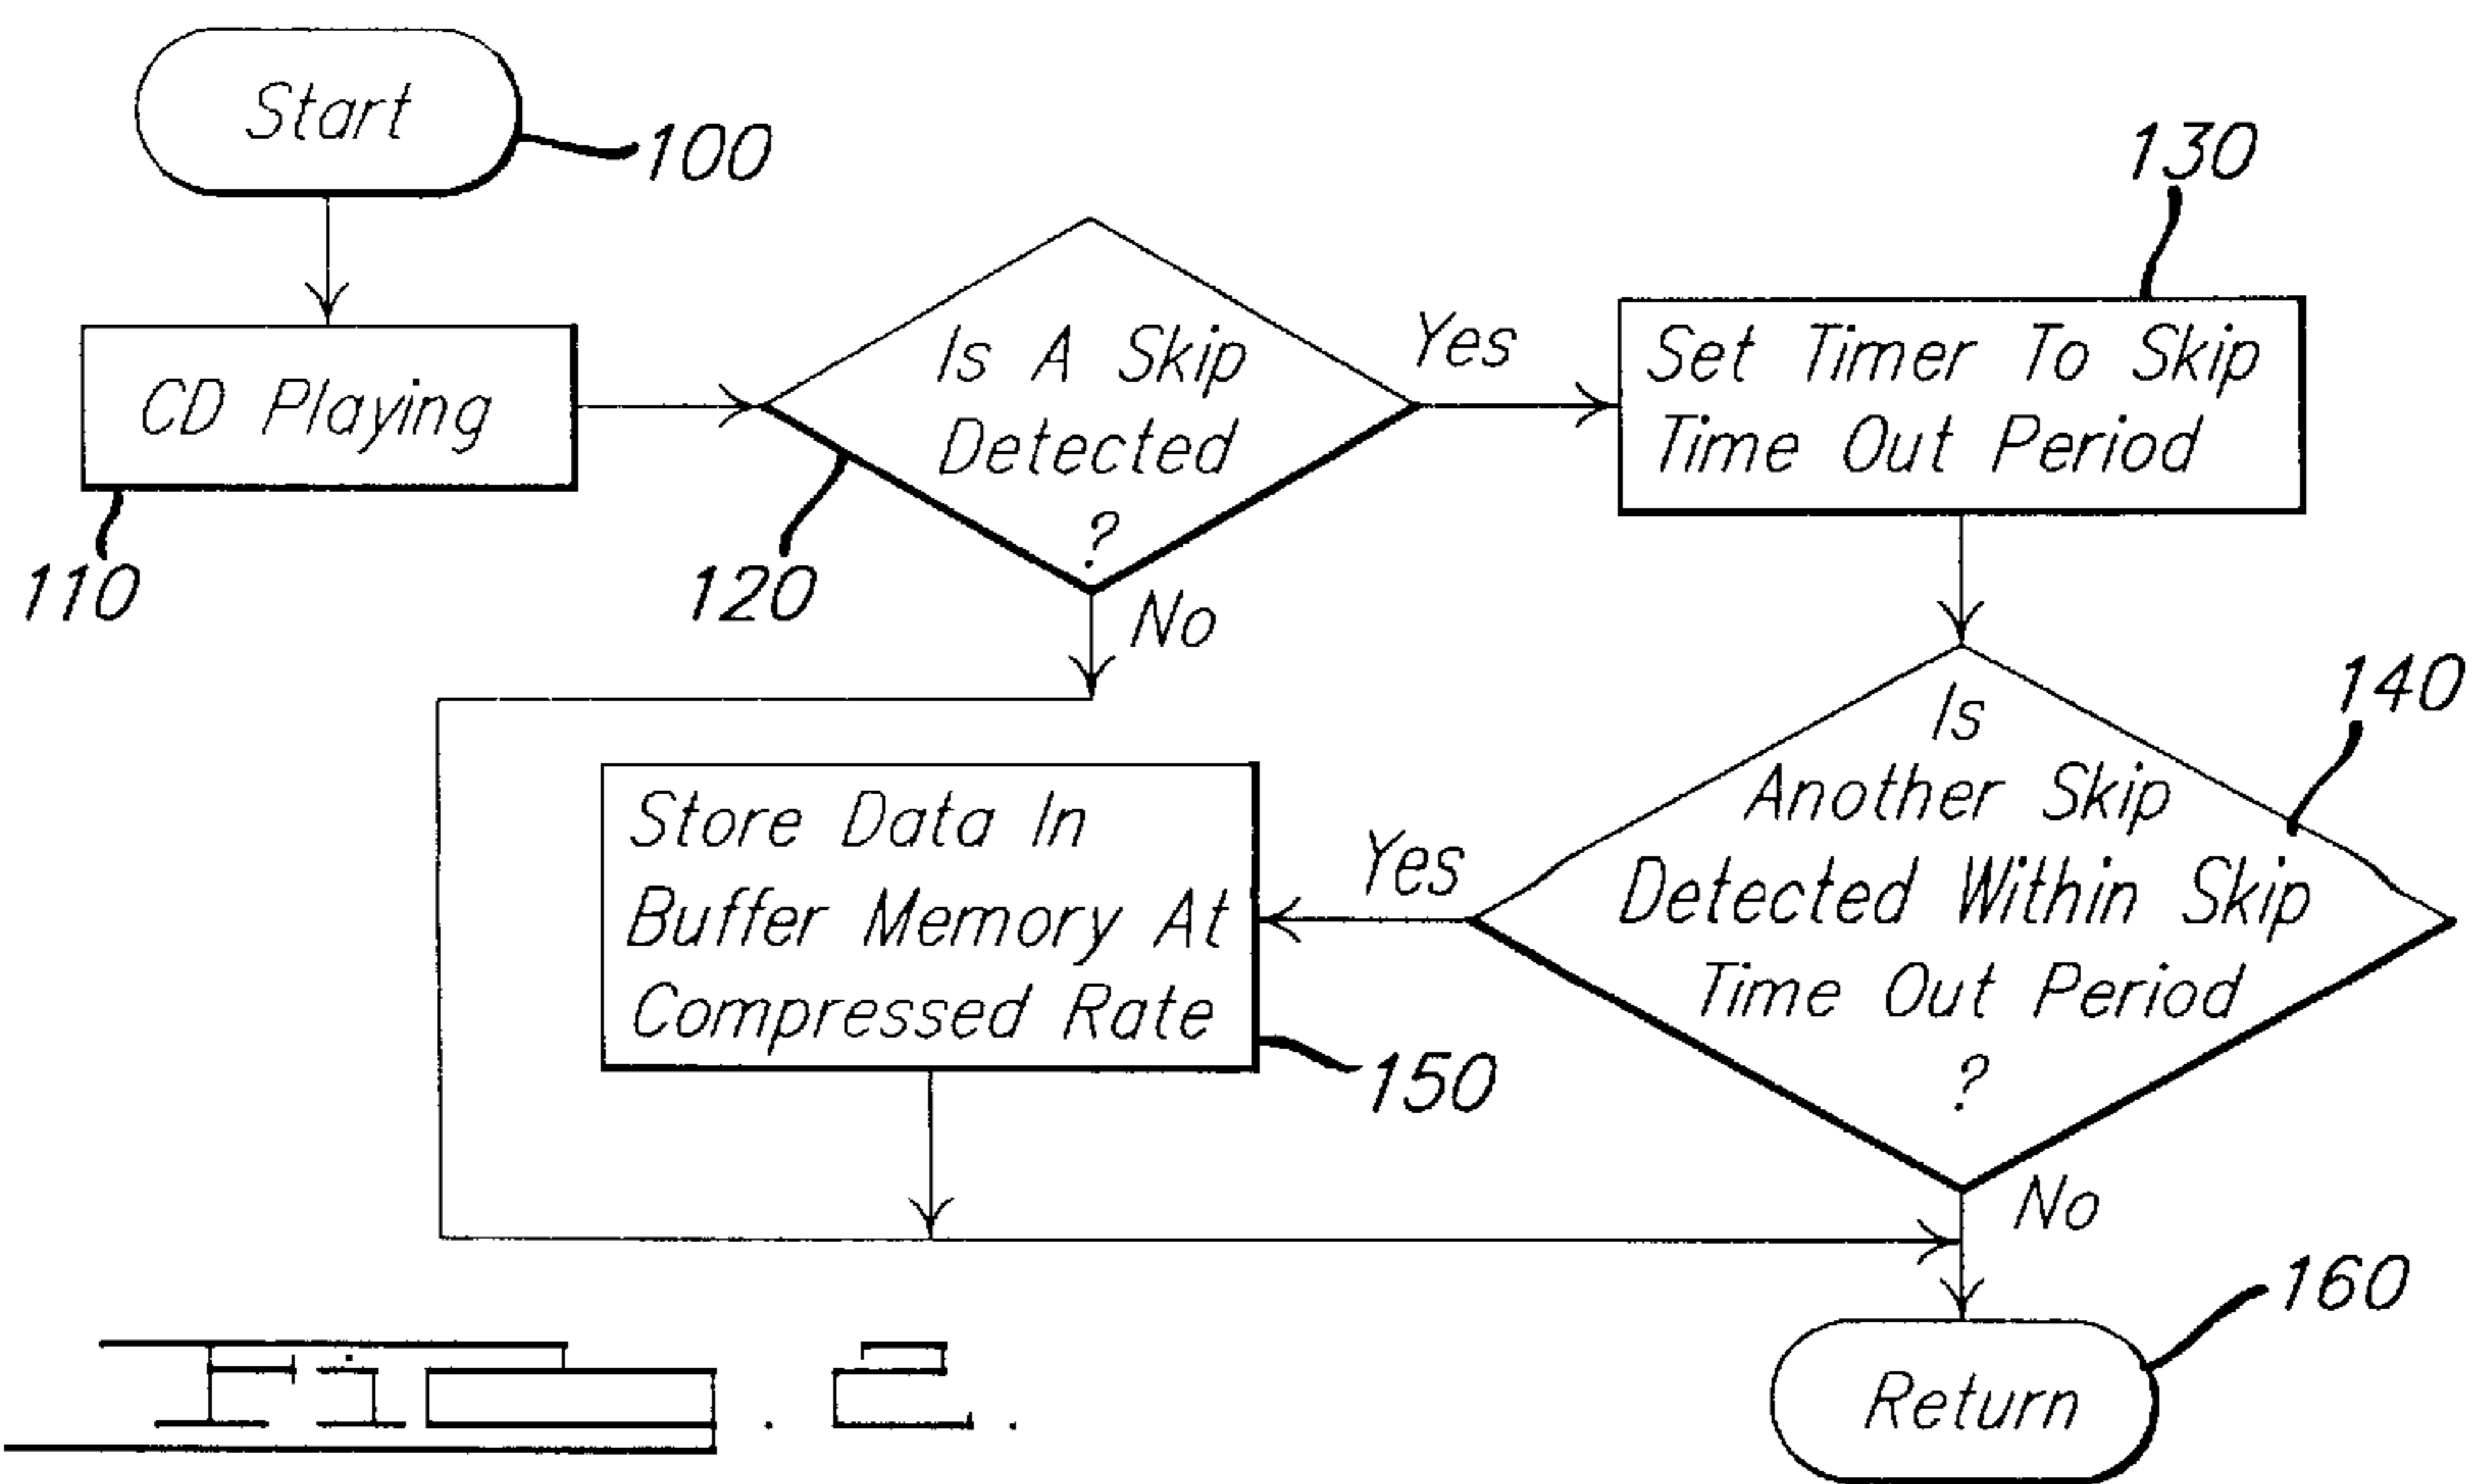 Start
100
CD Playing
110
Is A Skip
Detected
?
120
Yes
No
130
Set Timer To Skip
Time Out Period
140
Is
Another Skip
Detected Within Skip
Time Out Period
?
Yes
No
Store Data In
Buffer Memory At
Compressed Rate
150
160
Return
Fig. 2.